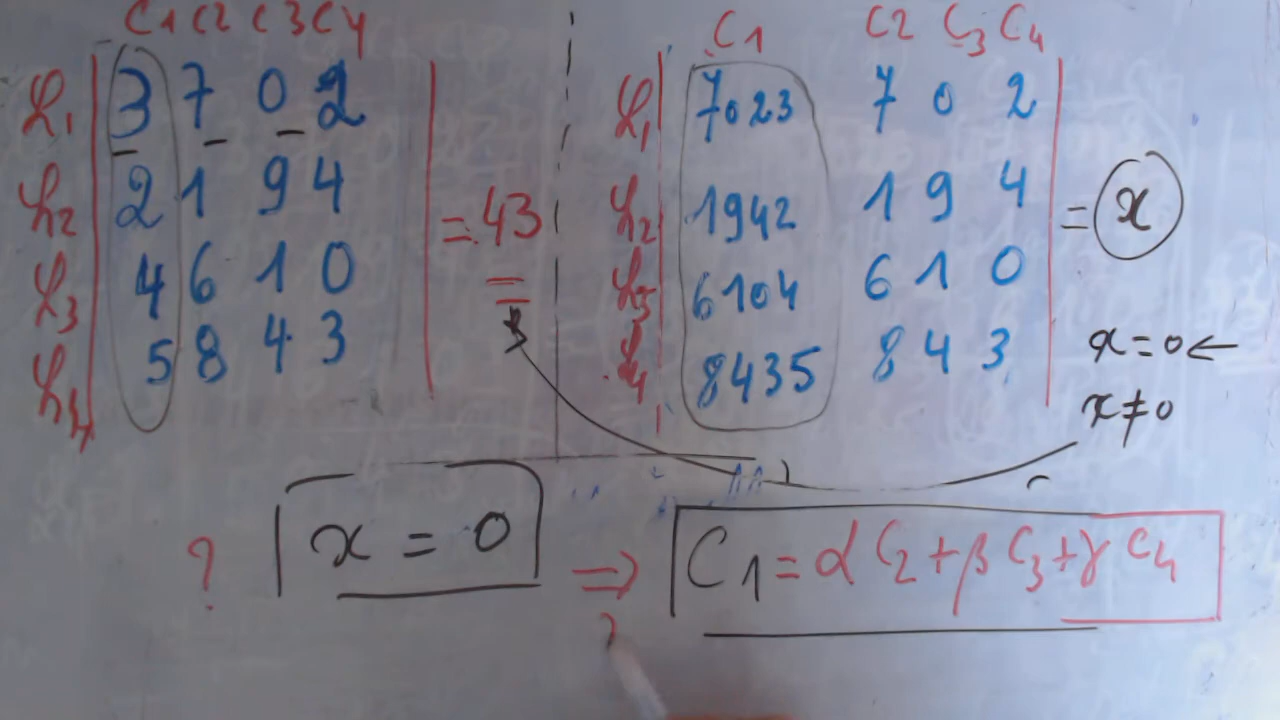 C1 C2 C3 C4
L1 3 7 0 2
L2 2 1 9 4
L3 4 6 1 0
L4 5 8 4 3
= 43
C1 C2 C3 C4
L1 7023 7 0 2
L2 1942 1 9 4
L3 6104 6 1 0
L4 8435 8 4 3
= x
x = 0 ←
x ≠ 0
? x = 0 ⇒ C1 = α C2 + β C3 + γ C4